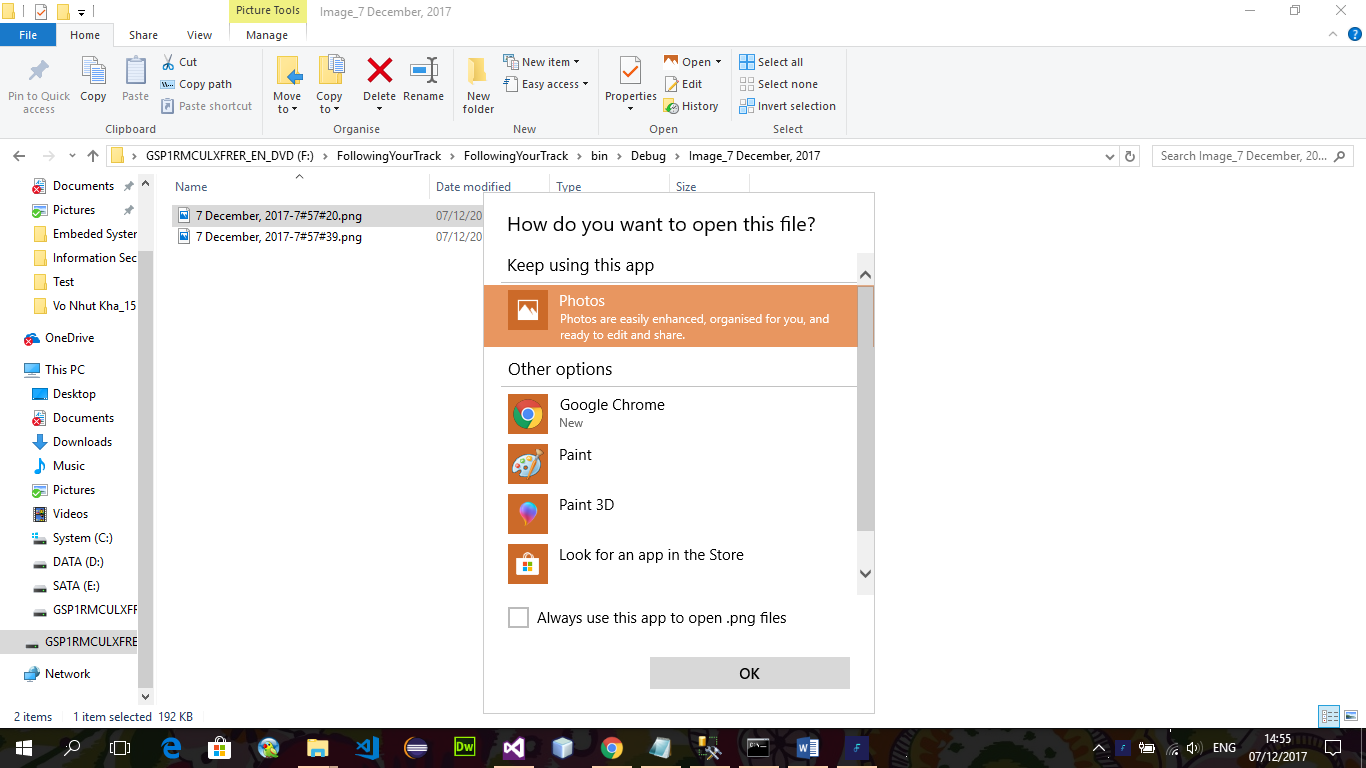 Picture Tools
Image_7 December, 2017
File
Home
Share
View
Manage
Pin to Quick
access
Copy
Paste
Cut
Copy path
Paste shortcut
Clipboard
Move
to
Copy
to
Delete
Rename
Organise
New
folder
New item
Easy access
New
Properties
Open
Edit
History
Open
Select all
Select none
Invert selection
Select
GSP1RMCULXFRER_EN_DVD (F:) > FollowingYourTrack > FollowingYourTrack > bin > Debug > Image_7 December, 2017
Search Image_7 December, 20...
Documents
Pictures
Embeded Syster
Information Sec
Test
Vo Nhut Kha_15
OneDrive
This PC
Desktop
Documents
Downloads
Music
Pictures
Videos
System (C:)
DATA (D:)
SATA (E:)
GSP1RMCULXFF
GSP1RMCULXFRE
Network
Name
Date modified
Type
Size
7 December, 2017-7#57#20.png
07/12/20
7 December, 2017-7#57#39.png
07/12/20
How do you want to open this file?
Keep using this app
Photos
Photos are easily enhanced, organised for you, and
ready to edit and share.
Other options
Google Chrome
New
Paint
Paint 3D
Look for an app in the Store
Always use this app to open .png files
OK
2 items
1 item selected 192 KB
Dw
ENG
14:55
07/12/2017